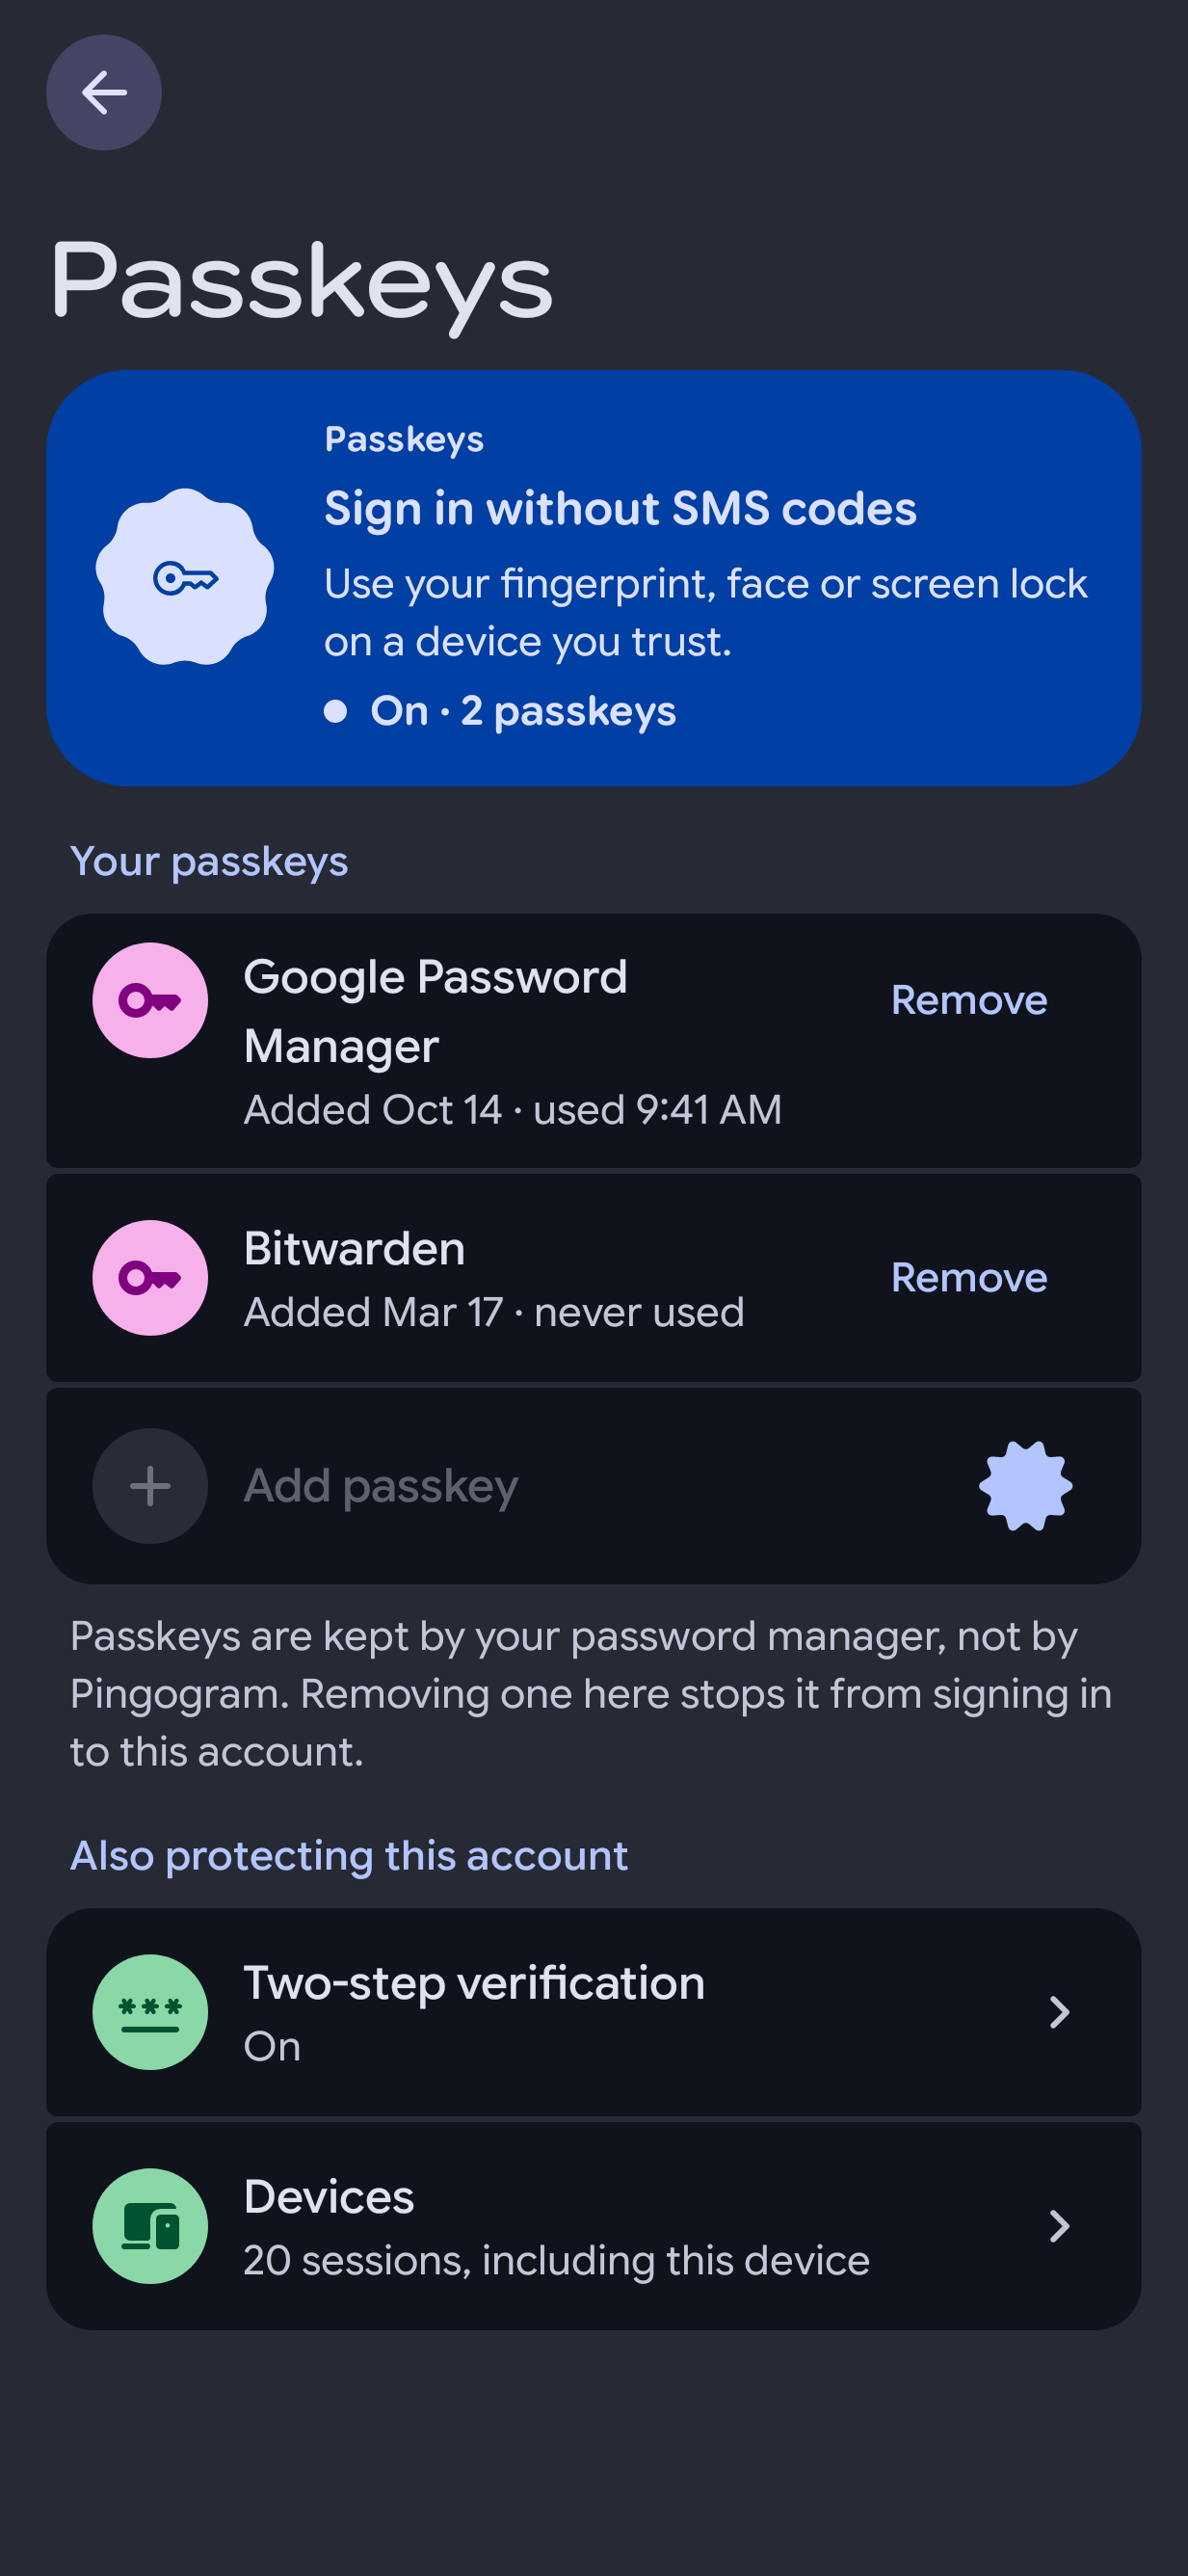 Passkeys
Passkeys
Sign in without SMS codes
Use your fingerprint, face or screen lock
on a device you trust.
On · 2 passkeys
Your passkeys
Google Password
Manager
Added Oct 14 · used 9:41 AM
Remove
Bitwarden
Added Mar 17 · never used
Remove
Add passkey
Passkeys are kept by your password manager, not by
Pingogram. Removing one here stops it from signing in
to this account.
Also protecting this account
Two-step verification
On
Devices
20 sessions, including this device